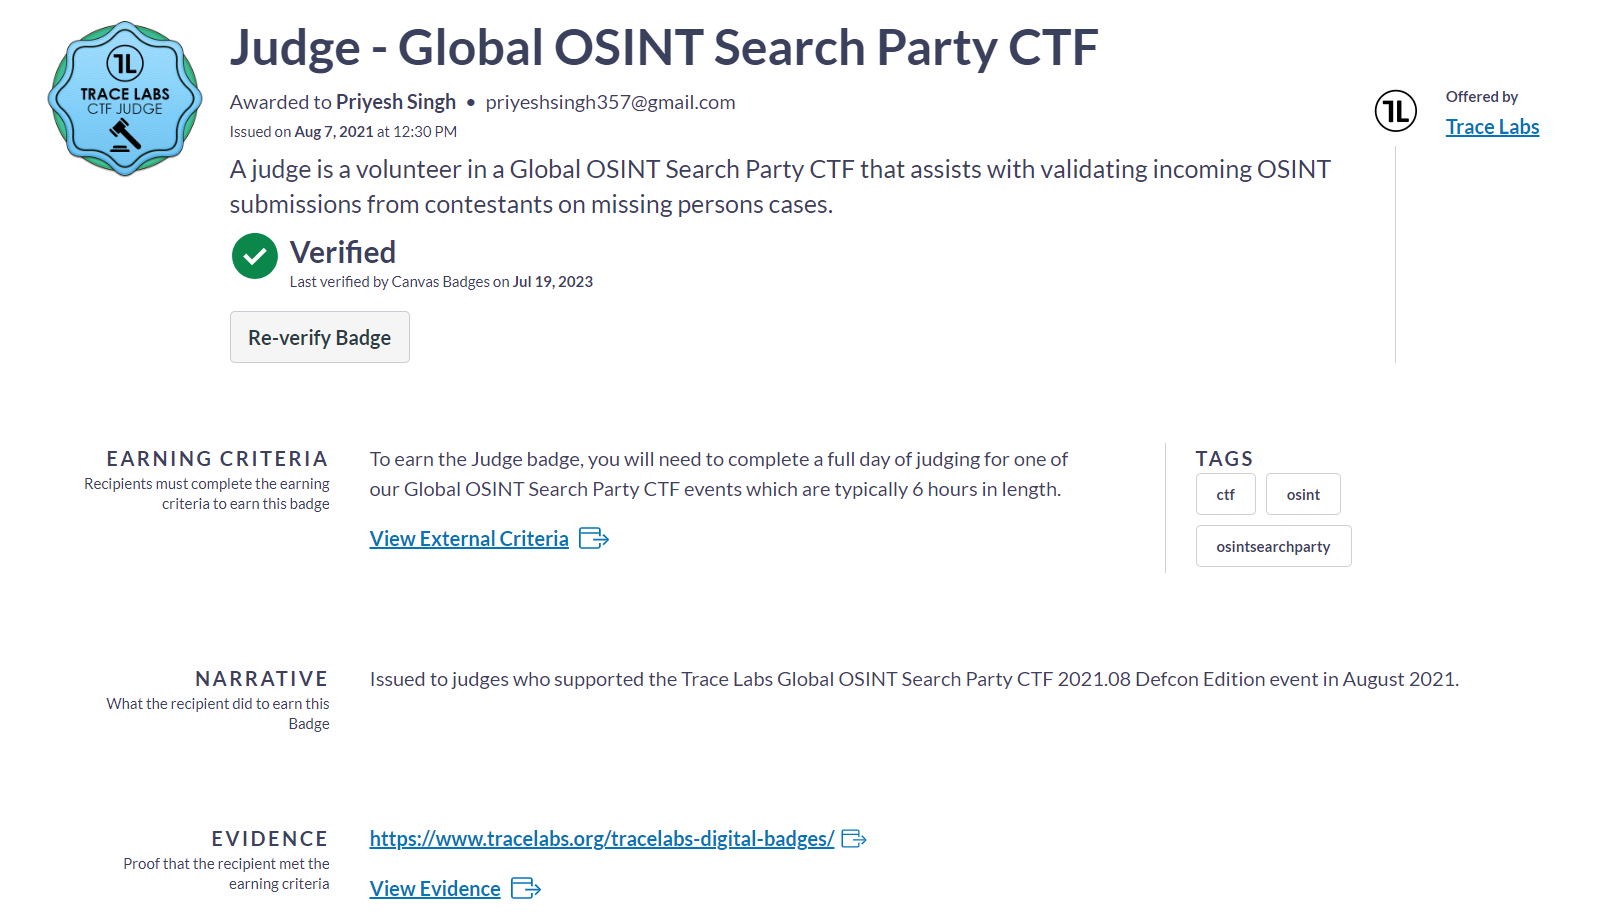 1L
TRACE LABS
CTF JUDGE
Judge - Global OSINT Search Party CTF
Awarded to Priyesh Singh • priyeshsingh357@gmail.com
Issued on Aug 7, 2021 at 12:30 PM
A judge is a volunteer in a Global OSINT Search Party CTF that assists with validating incoming OSINT
submissions from contestants on missing persons cases.
Verified
Last verified by Canvas Badges on Jul 19, 2023
Re-verify Badge
1L
Offered by
Trace Labs
EARNING CRITERIA
Recipients must complete the earning
criteria to earn this badge
To earn the Judge badge, you will need to complete a full day of judging for one of
our Global OSINT Search Party CTF events which are typically 6 hours in length.
View External Criteria
TAGS
ctf
osint
osintsearchparty
NARRATIVE
What the recipient did to earn this
Badge
Issued to judges who supported the Trace Labs Global OSINT Search Party CTF 2021.08 Defcon Edition event in August 2021.
EVIDENCE
Proof that the recipient met the
earning criteria
https://www.tracelabs.org/tracelabs-digital-badges/
View Evidence